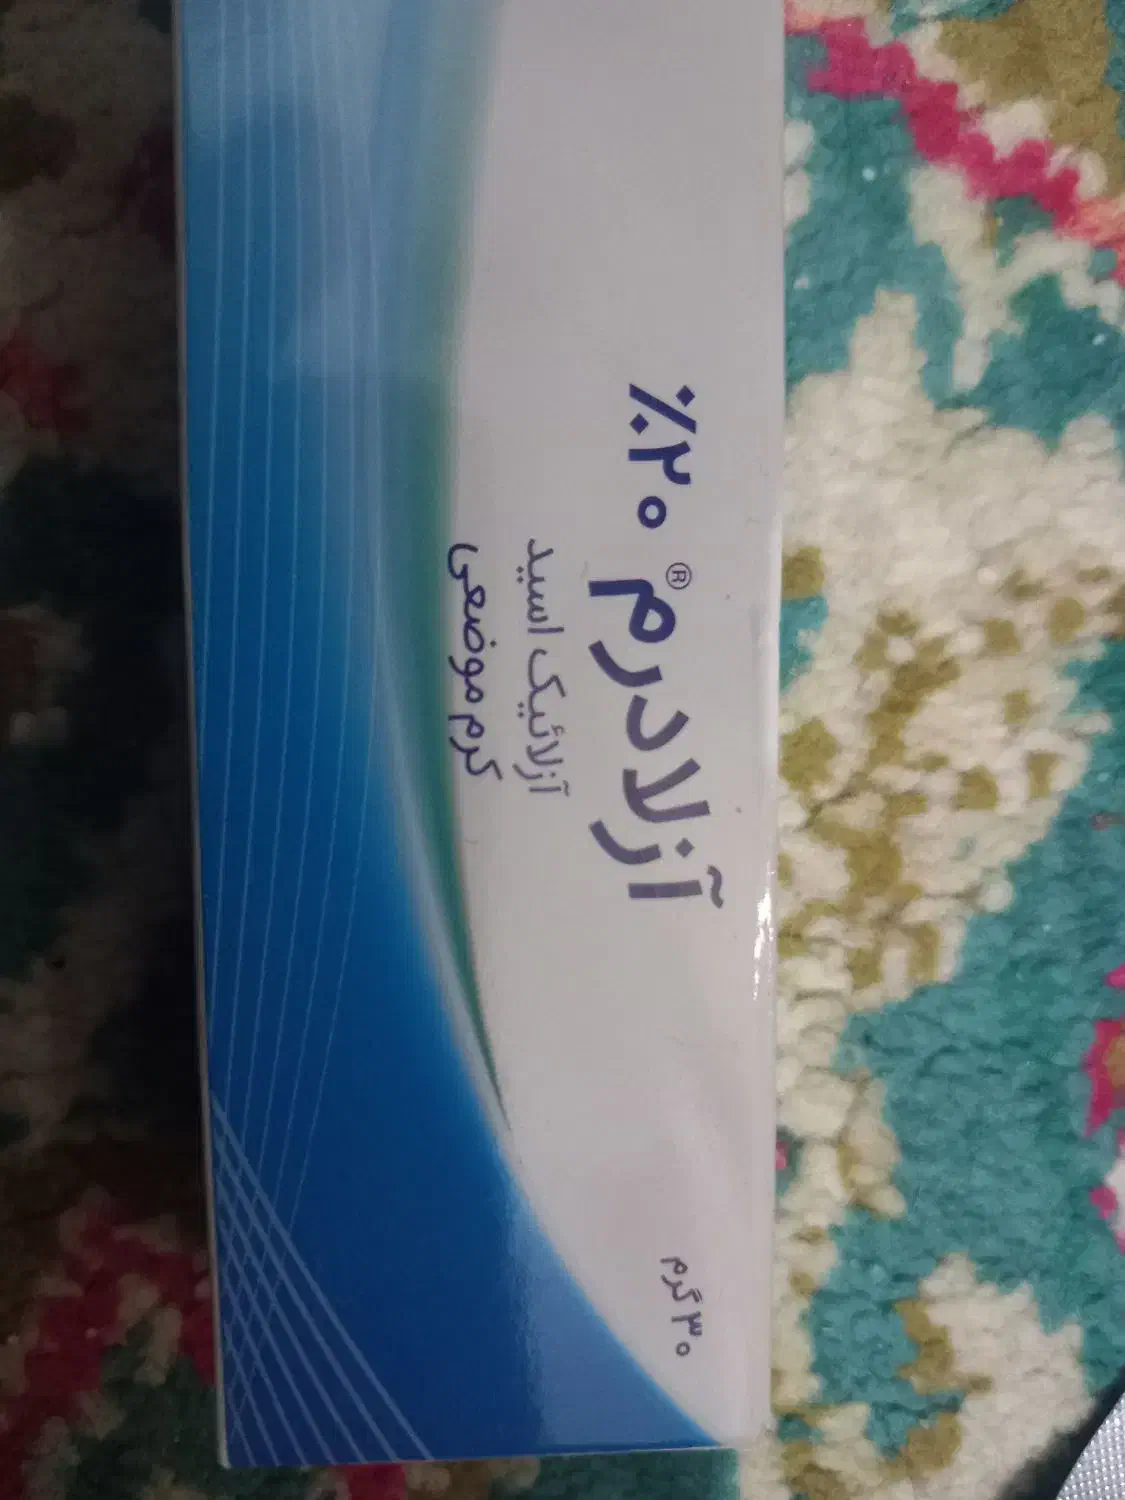 آزلادرم® ۲۰٪
آزلائیک اسید
کرم موضعی
۳۰ گرم